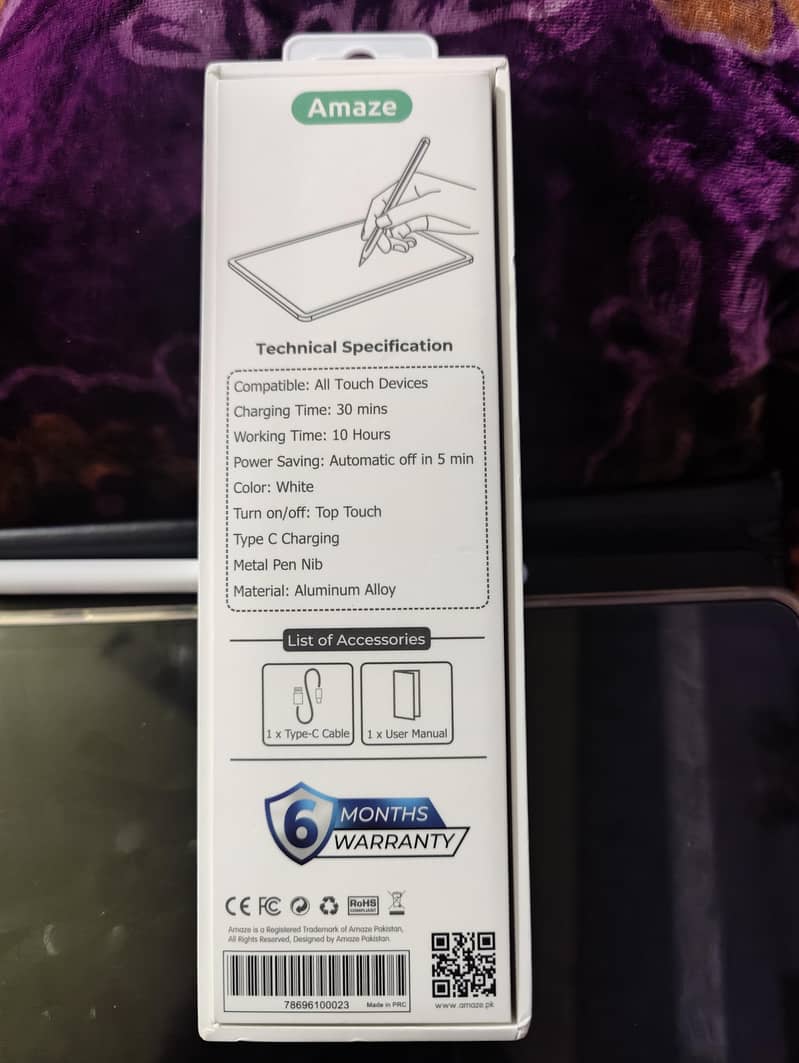 Amaze
Technical Specification
Compatible: All Touch Devices
Charging Time: 30 mins
Working Time: 10 Hours
Power Saving: Automatic off in 5 min
Color: White
Turn on/off: Top Touch
Type C Charging
Metal Pen Nib
Material: Aluminum Alloy
List of Accessories
1 x Type-C Cable
1 x User Manual
6 MONTHS
WARRANTY
CE FC RoHS
COMPLIANT
Amaze is a Registered Trademark of Amaze Pakistan,
All Rights Reserved, Designed by Amaze Pakistan.
78696100023 Made in PRC
www.amaze.pk